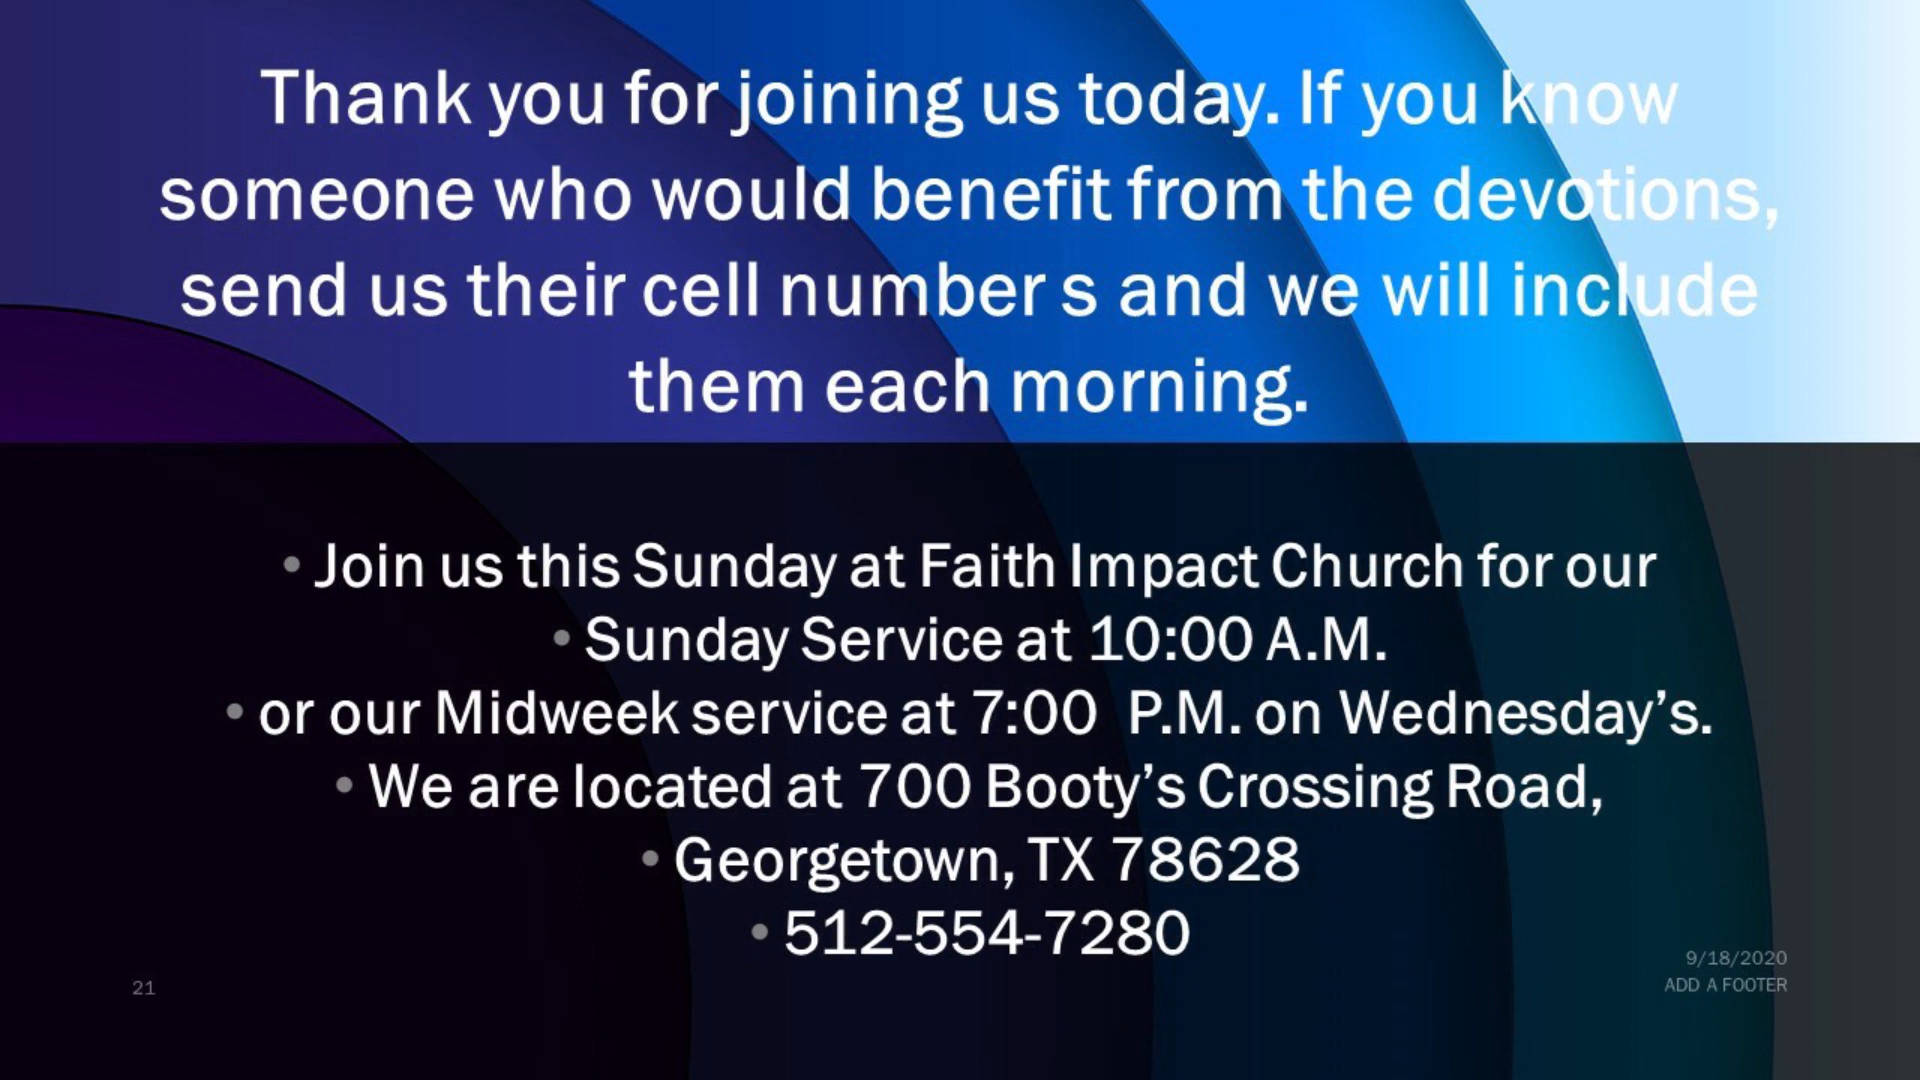 Thank you for joining us today. If you know
someone who would benefit from the devotions,
send us their cell number s and we will include
them each morning.
• Join us this Sunday at Faith Impact Church for our
• Sunday Service at 10:00 A.M.
• or our Midweek service at 7:00 P.M. on Wednesday’s.
• We are located at 700 Booty’s Crossing Road,
• Georgetown, TX 78628
• 512-554-7280
9/18/2020
21
ADD A FOOTER